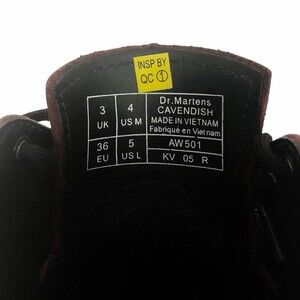 INSP BY
QC 1
3 UK
4 US M
Dr.Martens
CAVENDISH
MADE IN VIETNAM
Fabriqué en Vietnam
36 EU
5 US L
AW501
KV 05 R